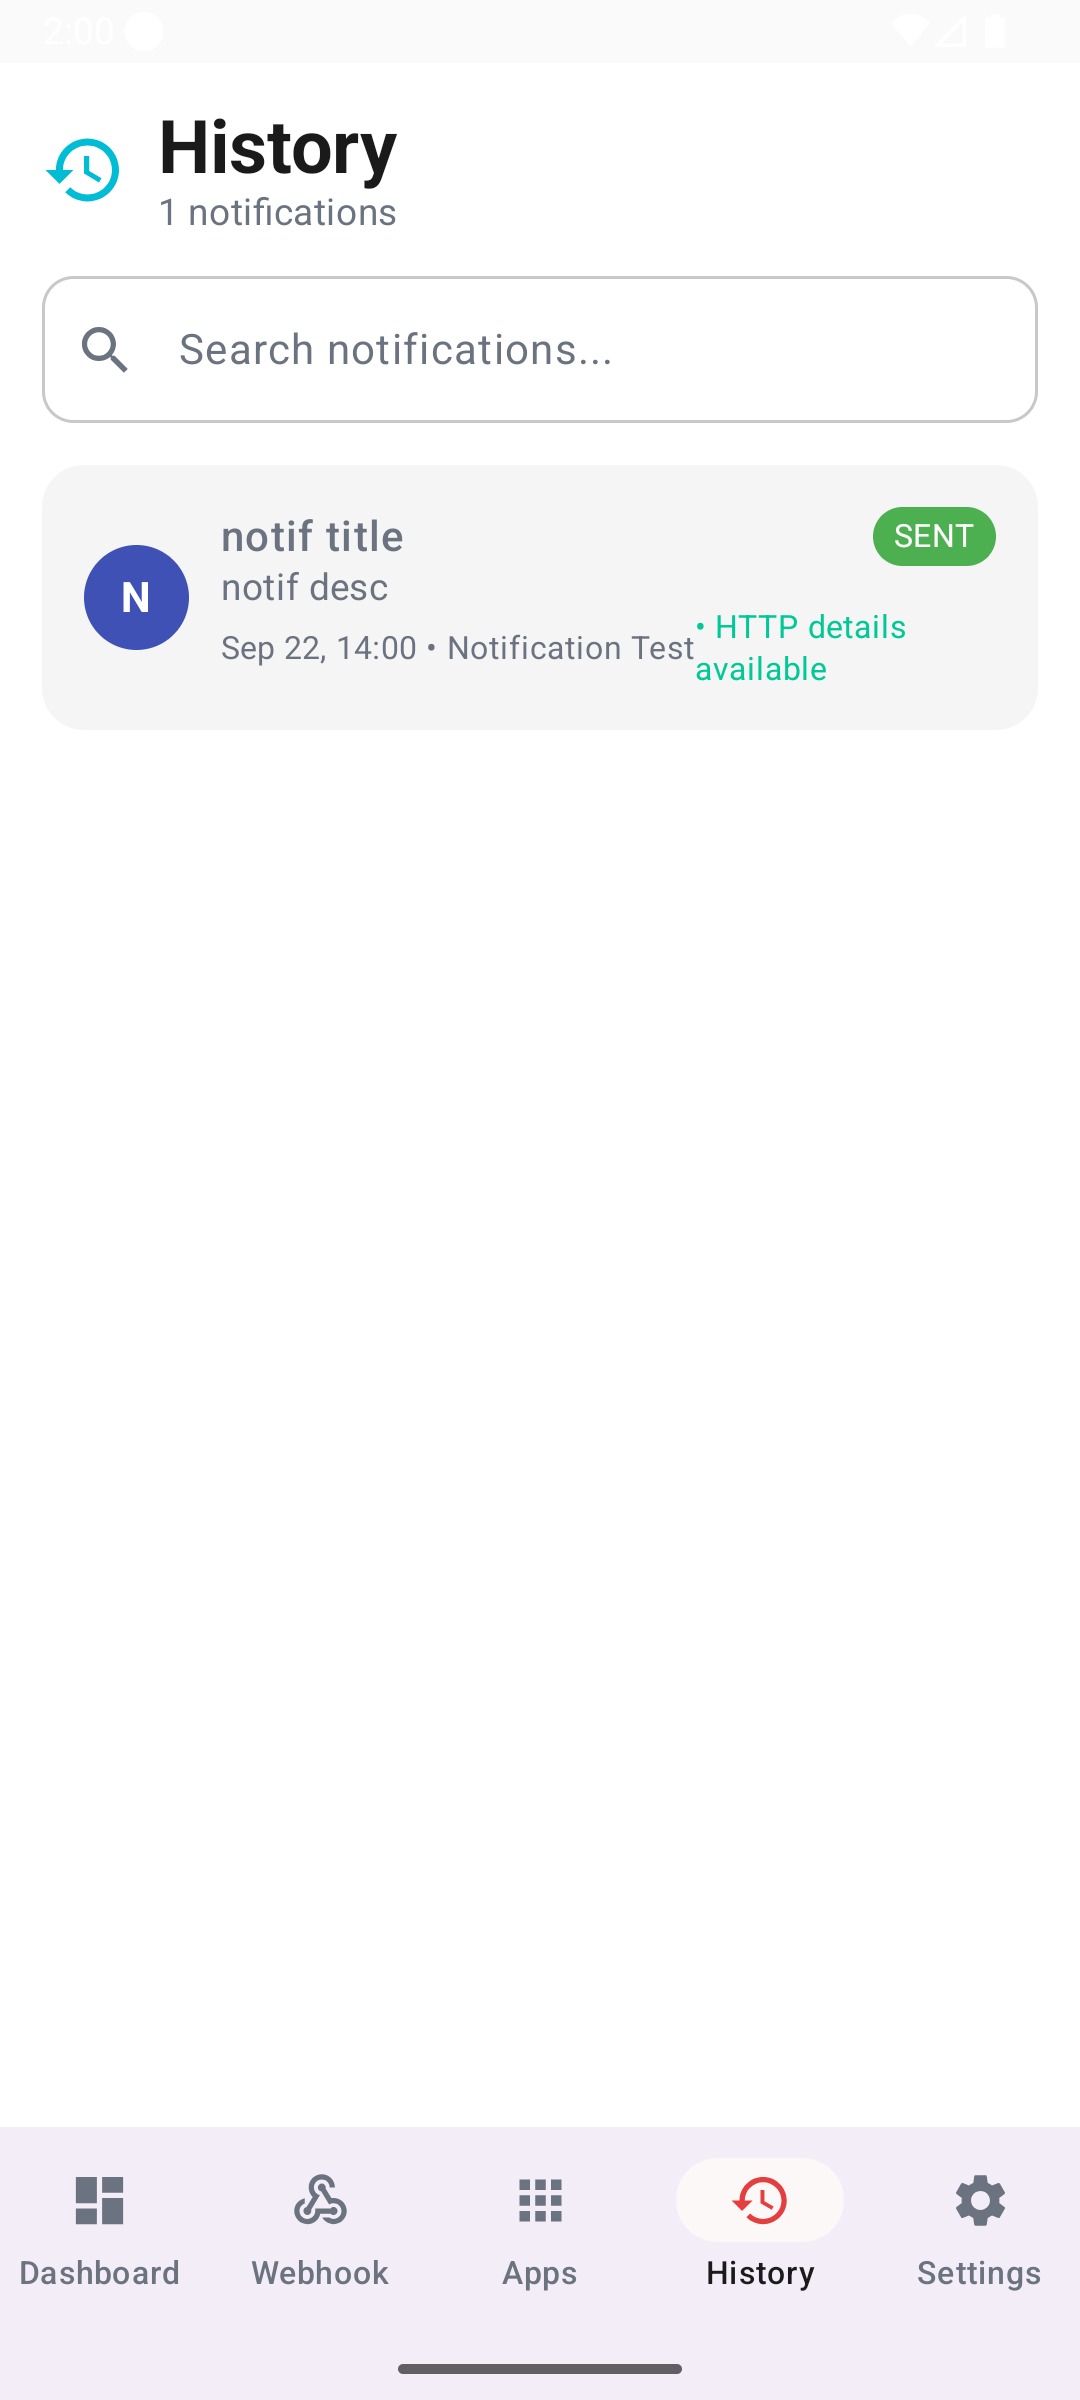 2:00
History
1 notifications
Search notifications...
notif title
SENT
N
notif desc
Sep 22, 14:00 • Notification Test
• HTTP details
available
Dashboard
Webhook
Apps
History
Settings